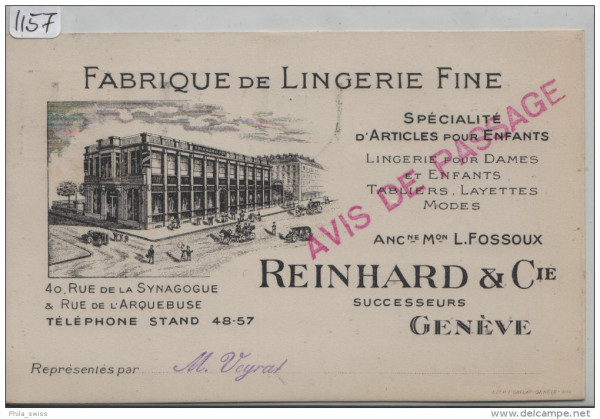 1157
FABRIQUE DE LINGERIE FINE
SPÉCIALITÉ
D'ARTICLES POUR ENFANTS
LINGERIE POUR DAMES
ET ENFANTS
TABLIERS, LAYETTES
MODES
AVIS DE PASSAGE
ANCNE MON L. FOSSOUX
REINHARD & CIE
SUCCESSEURS
GENÈVE
40, RUE DE LA SYNAGOGUE
& RUE DE L'ARQUEBUSE
TÉLÉPHONE STAND 48-57
Représentés par M. Veyrat
Phila_swiss
www.delcampe.net